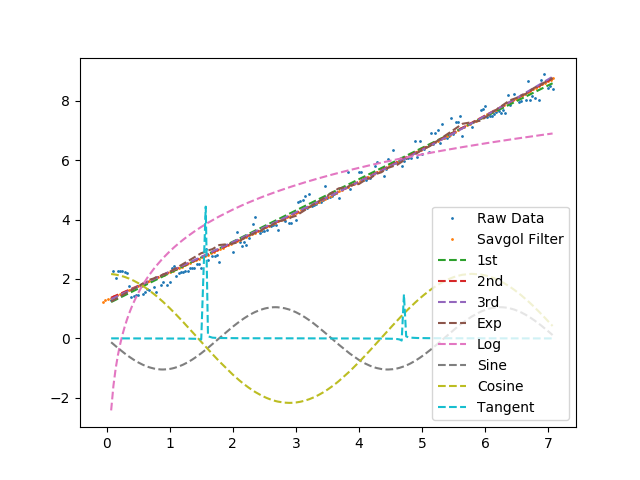 8
6
4
2
0
−2
0 1 2 3 4 5 6 7
Raw Data
Savgol Filter
1st
2nd
3rd
Exp
Log
Sine
Cosine
Tangent